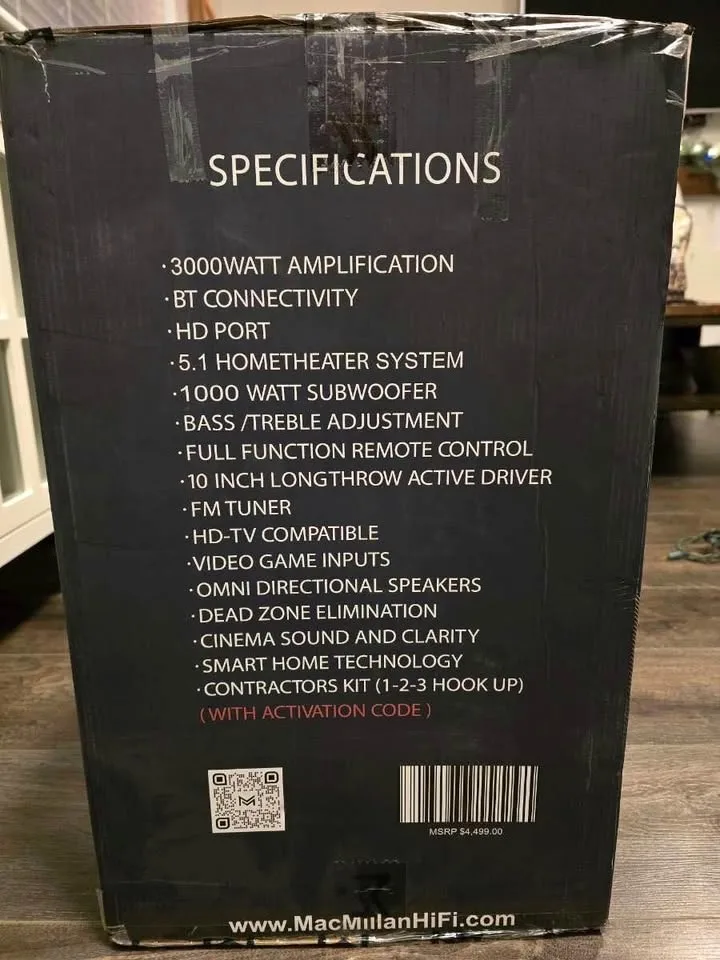 SPECIFICATIONS
·3000WATT AMPLIFICATION
·BT CONNECTIVITY
·HD PORT
·5.1 HOMETHEATER SYSTEM
·1000 WATT SUBWOOFER
·BASS /TREBLE ADJUSTMENT
·FULL FUNCTION REMOTE CONTROL
·10 INCH LONGTHROW ACTIVE DRIVER
·FM TUNER
·HD-TV COMPATIBLE
·VIDEO GAME INPUTS
·OMNI DIRECTIONAL SPEAKERS
·DEAD ZONE ELIMINATION
·CINEMA SOUND AND CLARITY
·SMART HOME TECHNOLOGY
·CONTRACTORS KIT (1-2-3 HOOK UP)
(WITH ACTIVATION CODE )
MSRP $4,499.00
www.MacMillanHiFi.com